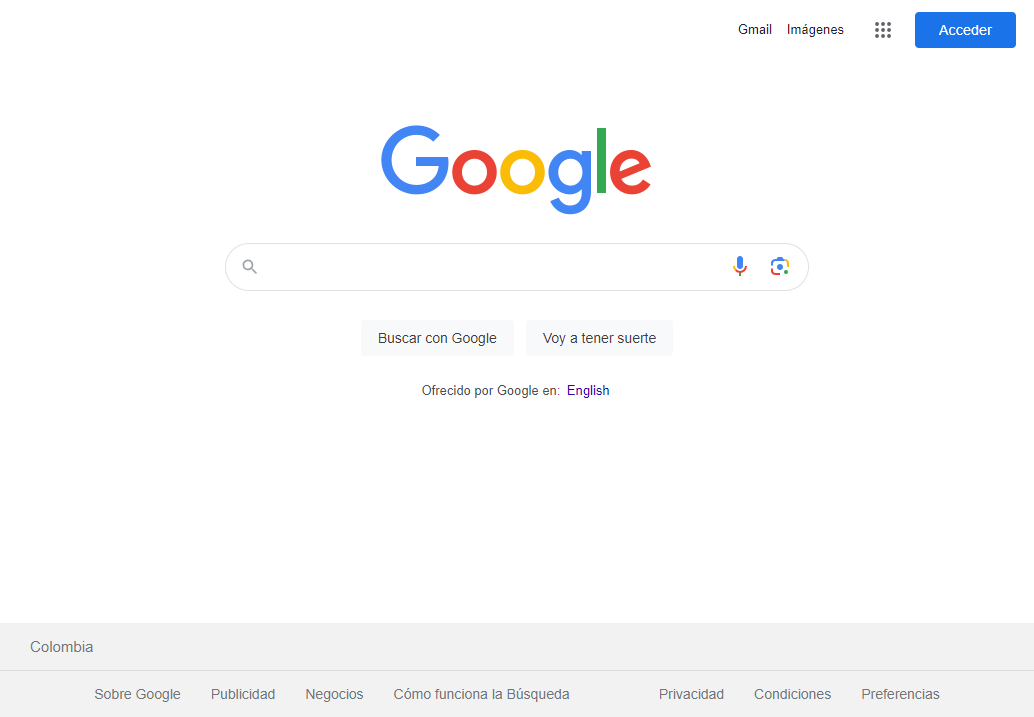 Gmail Imágenes Acceder
Google
Buscar con Google Voy a tener suerte
Ofrecido por Google en: English
Colombia
Sobre Google Publicidad Negocios Cómo funciona la Búsqueda Privacidad Condiciones Preferencias